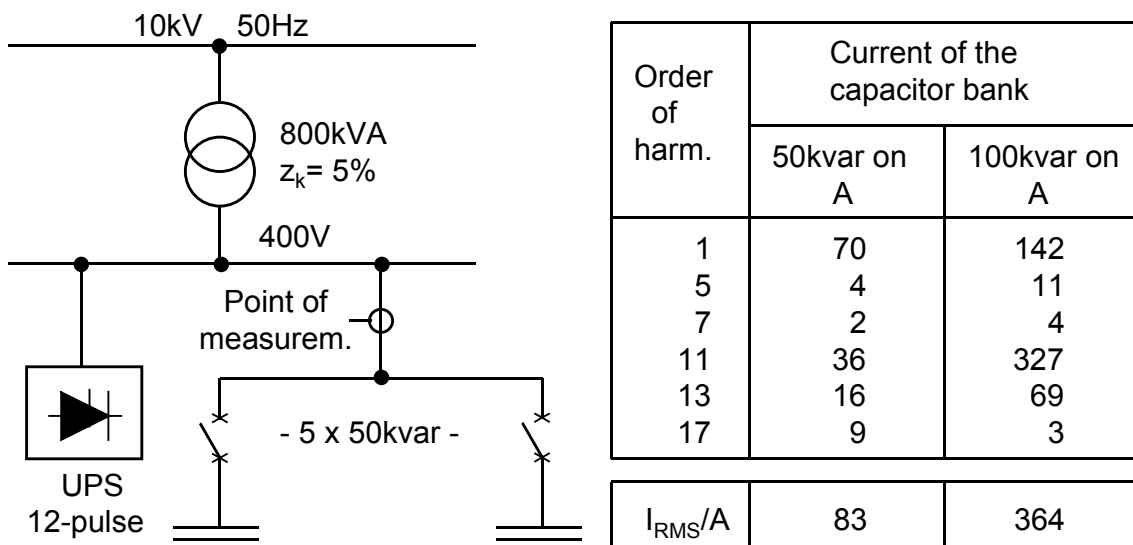 10kV 50Hz
800kVA
zk= 5%
400V
Point of
measurem.
- 5 x 50kvar -
UPS
12-pulse
Order
of
harm.
Current of the
capacitor bank
50kvar on
A
100kvar on
A
1 70 142
5 4 11
7 2 4
11 36 327
13 16 69
17 9 3
IRMS/A 83 364